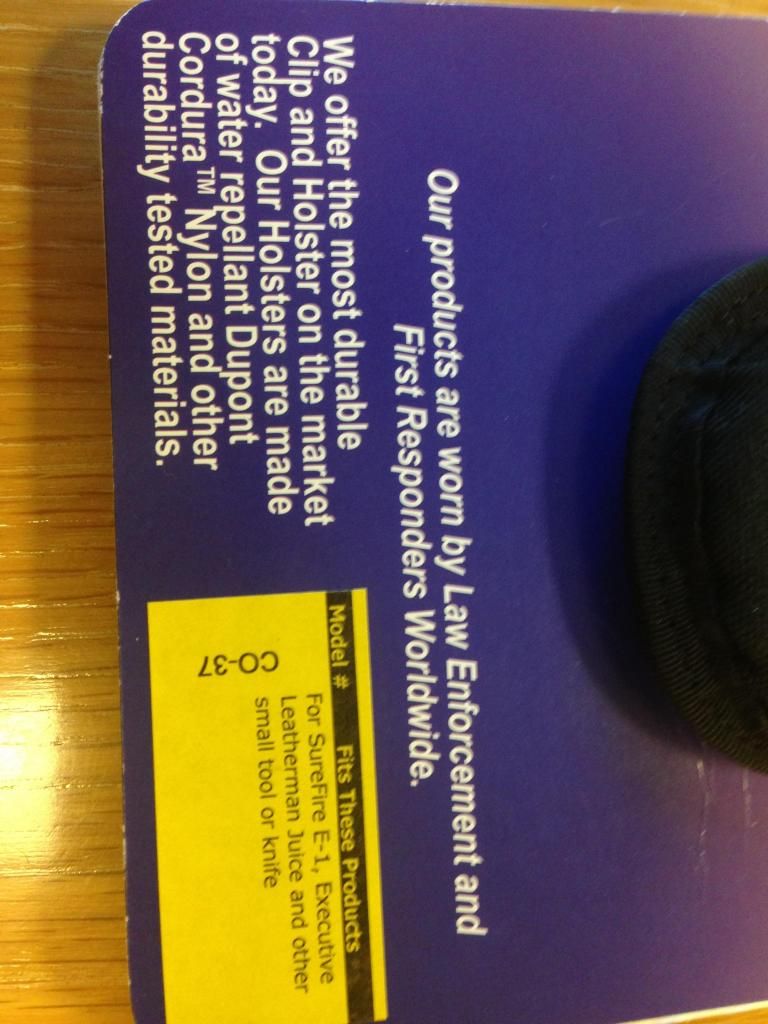 Our products are worn by Law Enforcement and
First Responders Worldwide.
We offer the most durable
Clip and Holster on the market
today. Our Holsters are made
of water repellant Dupont
Cordura™ Nylon and other
durability tested materials.
Model # Fits These Products
CO-37
For SureFire E-1, Executive
Leatherman Juice and other
small tool or knife